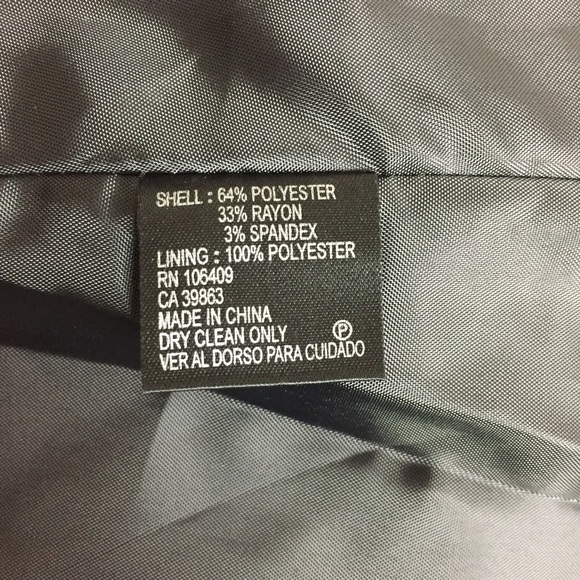 SHELL : 64% POLYESTER
33% RAYON
3% SPANDEX
LINING : 100% POLYESTER
RN 106409
CA 39863
MADE IN CHINA
DRY CLEAN ONLY Ⓟ
VER AL DORSO PARA CUIDADO